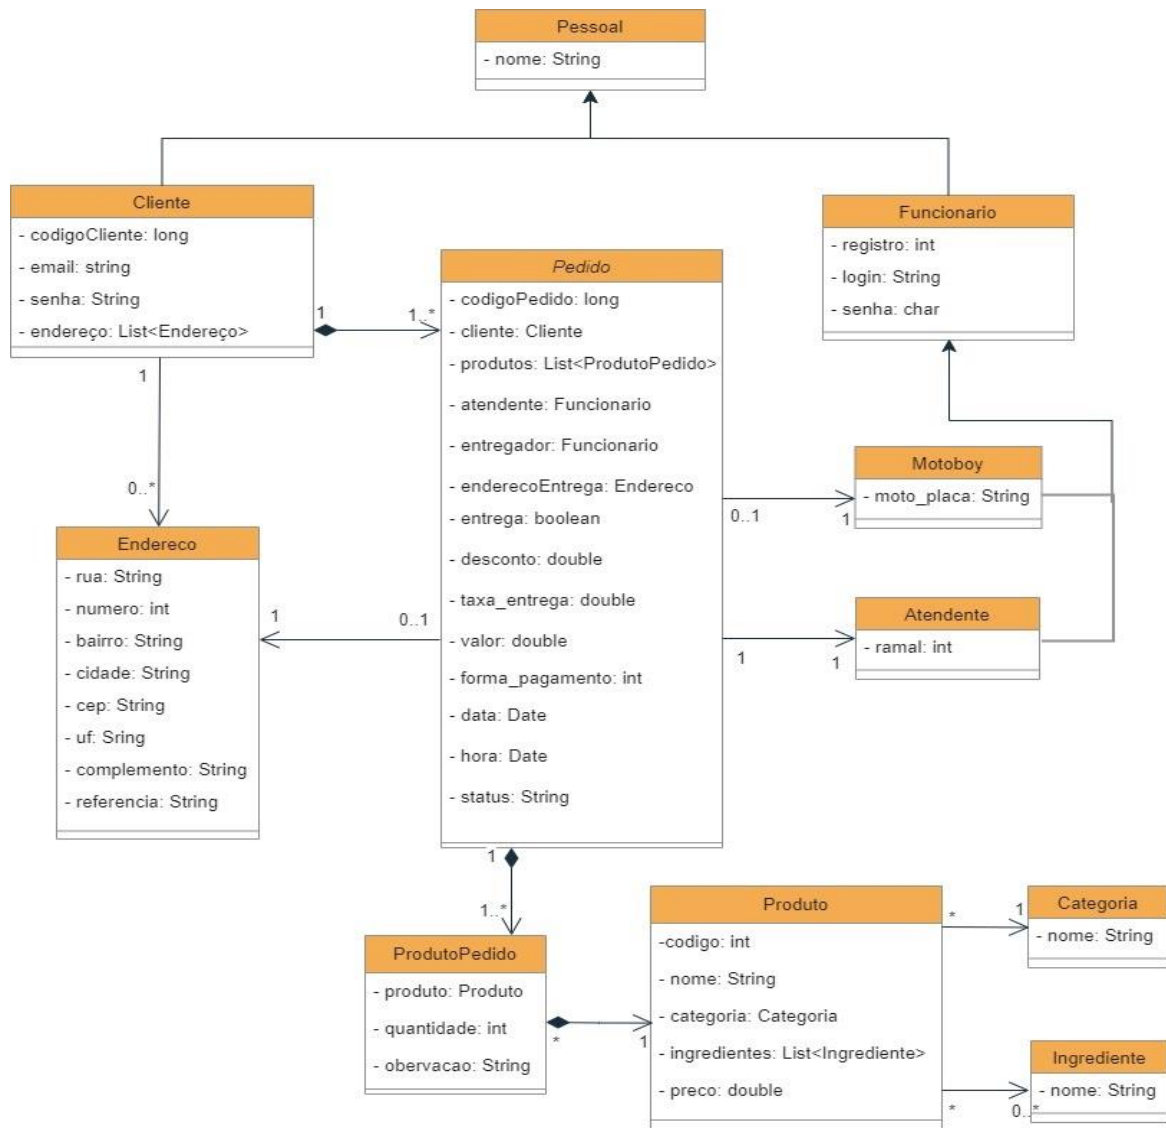 Pessoal
- nome: String
Cliente
- codigoCliente: long
- email: string
- senha: String
- endereço: List<Endereço>
Funcionario
- registro: int
- login: String
- senha: char
1
1..*
Pedido
- codigoPedido: long
- cliente: Cliente
- produtos: List<ProdutoPedido>
- atendente: Funcionario
- entregador: Funcionario
- enderecoEntrega: Endereco
- entrega: boolean
- desconto: double
- taxa_entrega: double
- valor: double
- forma_pagamento: int
- data: Date
- hora: Date
- status: String
1
0..*
Motoboy
- moto_placa: String
0..1
1
Endereco
- rua: String
- numero: int
- bairro: String
- cidade: String
- cep: String
- uf: Sring
- complemento: String
- referencia: String
1
0..1
Atendente
- ramal: int
1
1
1
1..*
ProdutoPedido
- produto: Produto
- quantidade: int
- obervacao: String
*
1
Produto
-codigo: int
- nome: String
- categoria: Categoria
- ingredientes: List<Ingrediente>
- preco: double
*
1
Categoria
- nome: String
*
0..*
Ingrediente
- nome: String